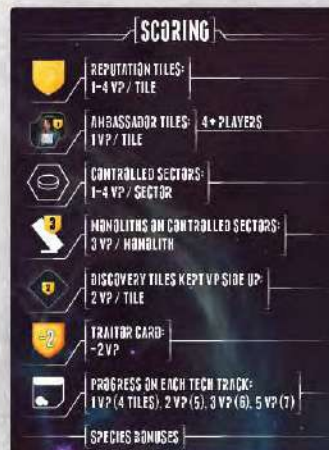 SCORING
REPUTATION TILES:
1-4 VP / TILE
AMBASSADOR TILES: 4+ PLAYERS
1 VP / TILE
CONTROLLED SECTORS:
1-4 VP / SECTOR
3
MONOLITHS ON CONTROLLED SECTORS:
3 VP / MONOLITH
2
DISCOVERY TILES KEPT VP SIDE UP:
2 VP / TILE
-2
TRAITOR CARD:
-2 VP
PROGRESS ON EACH TECH TRACK:
1 VP (4 TILES), 2 VP (5), 3 VP (6), 5 VP (7)
SPECIES BONUSES